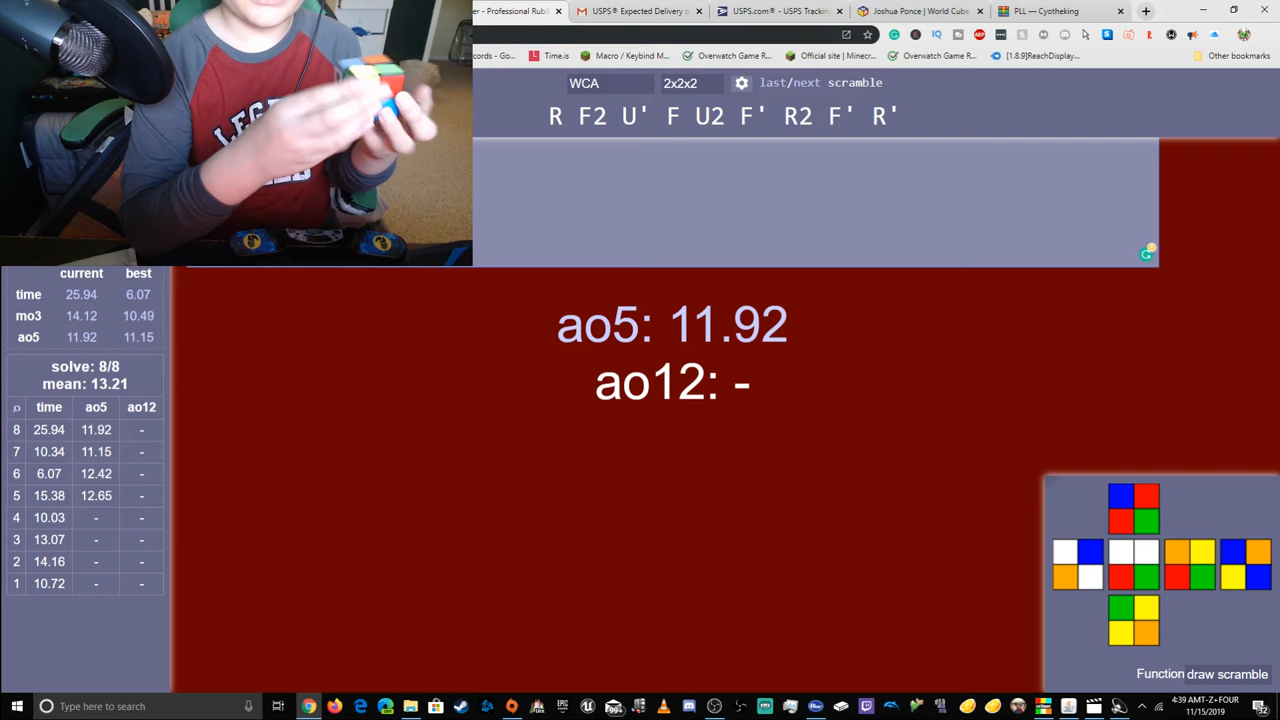 er - Professional Rubi
USPS® Expected Delivery o
USPS.com® - USPS Tracking
Joshua Ponce | World Cube
PLL — Cyotheking
cords - Go...
Time.is
Macro / Keybind M...
Overwatch Game R...
Official site | Minecr...
Overwatch Game R...
[1.8.9]ReachDisplay...
Other bookmarks
WCA
2x2x2
last/next scramble
R F2 U' F U2 F' R2 F' R'
current best
time 25.94 6.07
mo3 14.12 10.49
ao5 11.92 11.15
ao5: 11.92
ao12: -
solve: 8/8
mean: 13.21
time ao5 ao12
8 25.94 11.92 -
7 10.34 11.15 -
6 6.07 12.42 -
5 15.38 12.65 -
4 10.03 - -
3 13.07 - -
2 14.16 - -
1 10.72 - -
Function draw scramble
Type here to search
4:39 AMT-Z+FOUR
11/15/2019